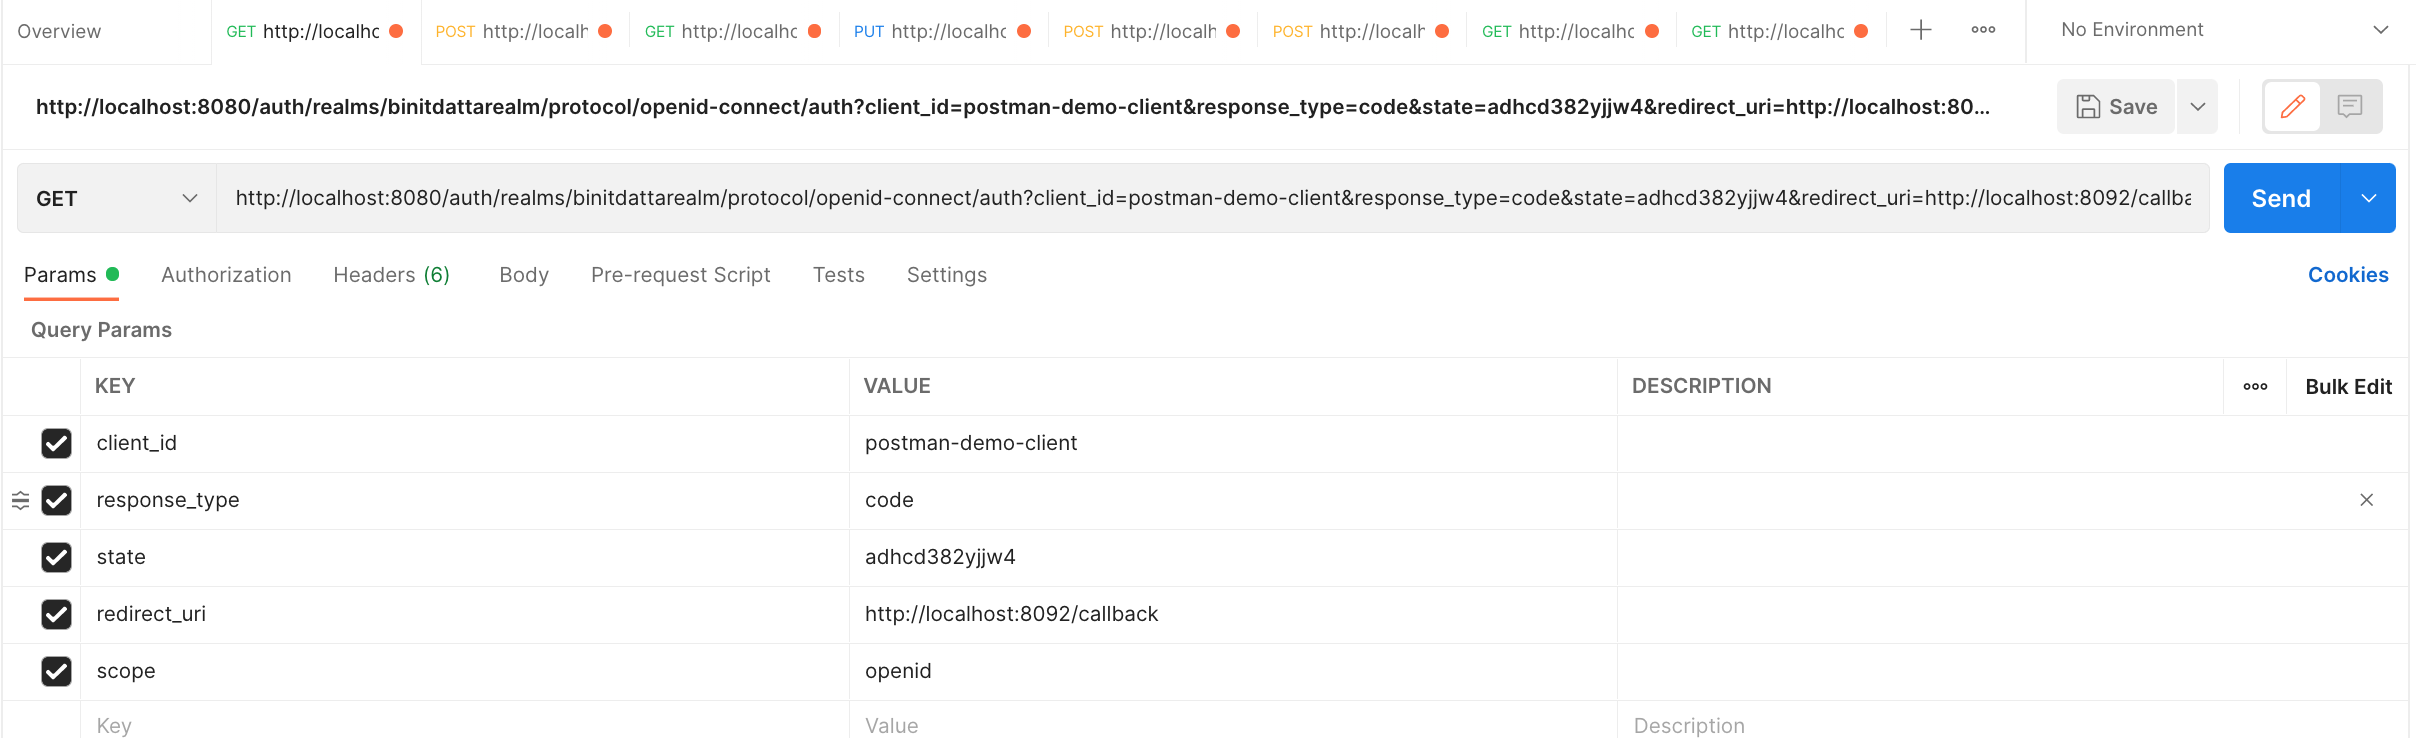 Overview GET http://localhc POST http://localh GET http://localhc PUT http://localhc POST http://localh POST http://localh GET http://localhc GET http://localhc No Environment
http://localhost:8080/auth/realms/binitdattarealm/protocol/openid-connect/auth?client_id=postman-demo-client&response_type=code&state=adhcd382yjjw4&redirect_uri=http://localhost:80... Save
GET http://localhost:8080/auth/realms/binitdattarealm/protocol/openid-connect/auth?client_id=postman-demo-client&response_type=code&state=adhcd382yjjw4&redirect_uri=http://localhost:8092/callba Send
Params Authorization Headers (6) Body Pre-request Script Tests Settings Cookies
Query Params
KEY VALUE DESCRIPTION Bulk Edit
client_id postman-demo-client
response_type code
state adhcd382yjjw4
redirect_uri http://localhost:8092/callback
scope openid
Key Value Description